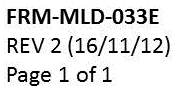 FRM-MLD-033E
REV 2 (16/11/12)
Page 1 of 1